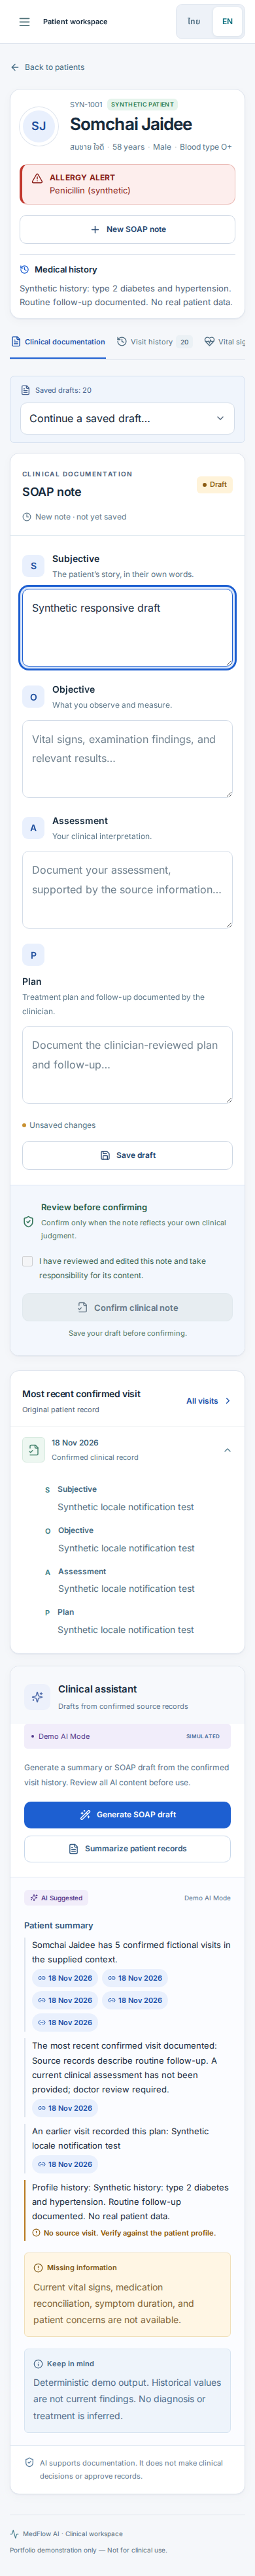 Patient workspace
ไทย
EN
Back to patients
SJ
SYN-1001
SYNTHETIC PATIENT
Somchai Jaidee
สมชาย ใจดี · 58 years · Male · Blood type O+
ALLERGY ALERT
Penicillin (synthetic)
New SOAP note
Medical history
Synthetic history: type 2 diabetes and hypertension.
Routine follow-up documented. No real patient data.
Clinical documentation
Visit history 20
Vital sig
Saved drafts: 20
Continue a saved draft...
CLINICAL DOCUMENTATION
SOAP note
Draft
New note · not yet saved
S
Subjective
The patient's story, in their own words.
Synthetic responsive draft
O
Objective
What you observe and measure.
Vital signs, examination findings, and
relevant results...
A
Assessment
Your clinical interpretation.
Document your assessment,
supported by the source information...
P
Plan
Treatment plan and follow-up documented by the
clinician.
Document the clinician-reviewed plan
and follow-up...
Unsaved changes
Save draft
Review before confirming
Confirm only when the note reflects your own clinical
judgment.
I have reviewed and edited this note and take
responsibility for its content.
Confirm clinical note
Save your draft before confirming.
Most recent confirmed visit
Original patient record
All visits
18 Nov 2026
Confirmed clinical record
S Subjective
Synthetic locale notification test
O Objective
Synthetic locale notification test
A Assessment
Synthetic locale notification test
P Plan
Synthetic locale notification test
Clinical assistant
Drafts from confirmed source records
Demo AI Mode
SIMULATED
Generate a summary or SOAP draft from the confirmed
visit history. Review all AI content before use.
Generate SOAP draft
Summarize patient records
AI Suggested
Demo AI Mode
Patient summary
Somchai Jaidee has 5 confirmed fictional visits in
the supplied context.
18 Nov 2026 18 Nov 2026
18 Nov 2026 18 Nov 2026
18 Nov 2026
The most recent confirmed visit documented:
Source records describe routine follow-up. A
current clinical assessment has not been
provided; doctor review required.
18 Nov 2026
An earlier visit recorded this plan: Synthetic
locale notification test
18 Nov 2026
Profile history: Synthetic history: type 2 diabetes
and hypertension. Routine follow-up
documented. No real patient data.
No source visit. Verify against the patient profile.
Missing information
Current vital signs, medication
reconciliation, symptom duration, and
patient concerns are not available.
Keep in mind
Deterministic demo output. Historical values
are not current findings. No diagnosis or
treatment is inferred.
AI supports documentation. It does not make clinical
decisions or approve records.
MedFlow AI · Clinical workspace
Portfolio demonstration only — Not for clinical use.